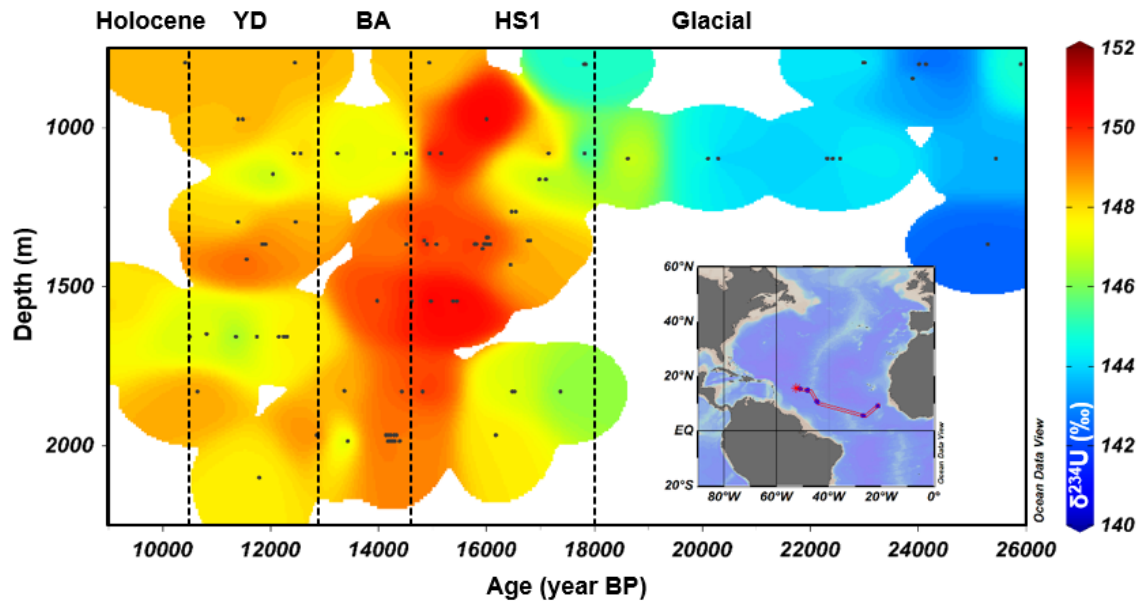 Holocene YD BA HS1 Glacial
Depth (m)
1000
1500
2000
10000 12000 14000 16000 18000 20000 22000 24000 26000
Age (year BP)
152
150
148
146
144
142
140
δ²³⁴U (‰)
60°N
40°N
20°N
EQ
20°S
80°W 60°W 40°W 20°W 0°
Ocean Data View
Ocean Data View